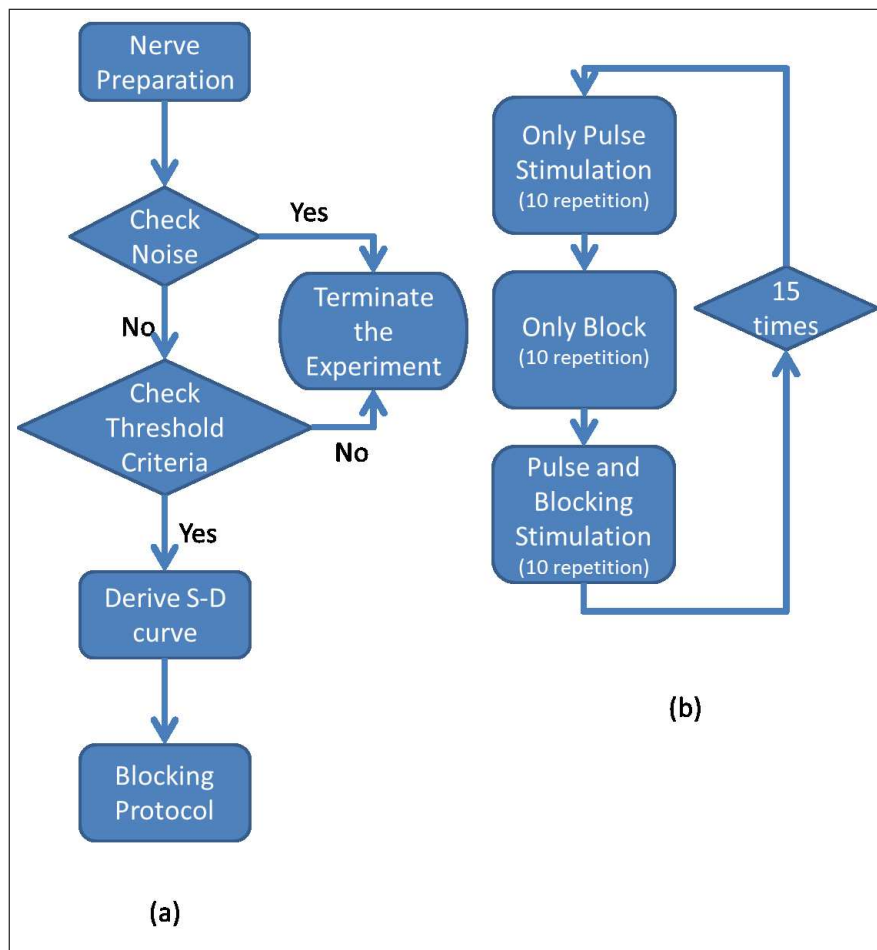 Nerve
Preparation
Check
Noise
Yes
Terminate
the
Experiment
No
Check
Threshold
Criteria
No
Yes
Derive S-D
curve
Blocking
Protocol
(a)
Only Pulse
Stimulation
(10 repetition)
Only Block
(10 repetition)
Pulse and
Blocking
Stimulation
(10 repetition)
15
times
(b)